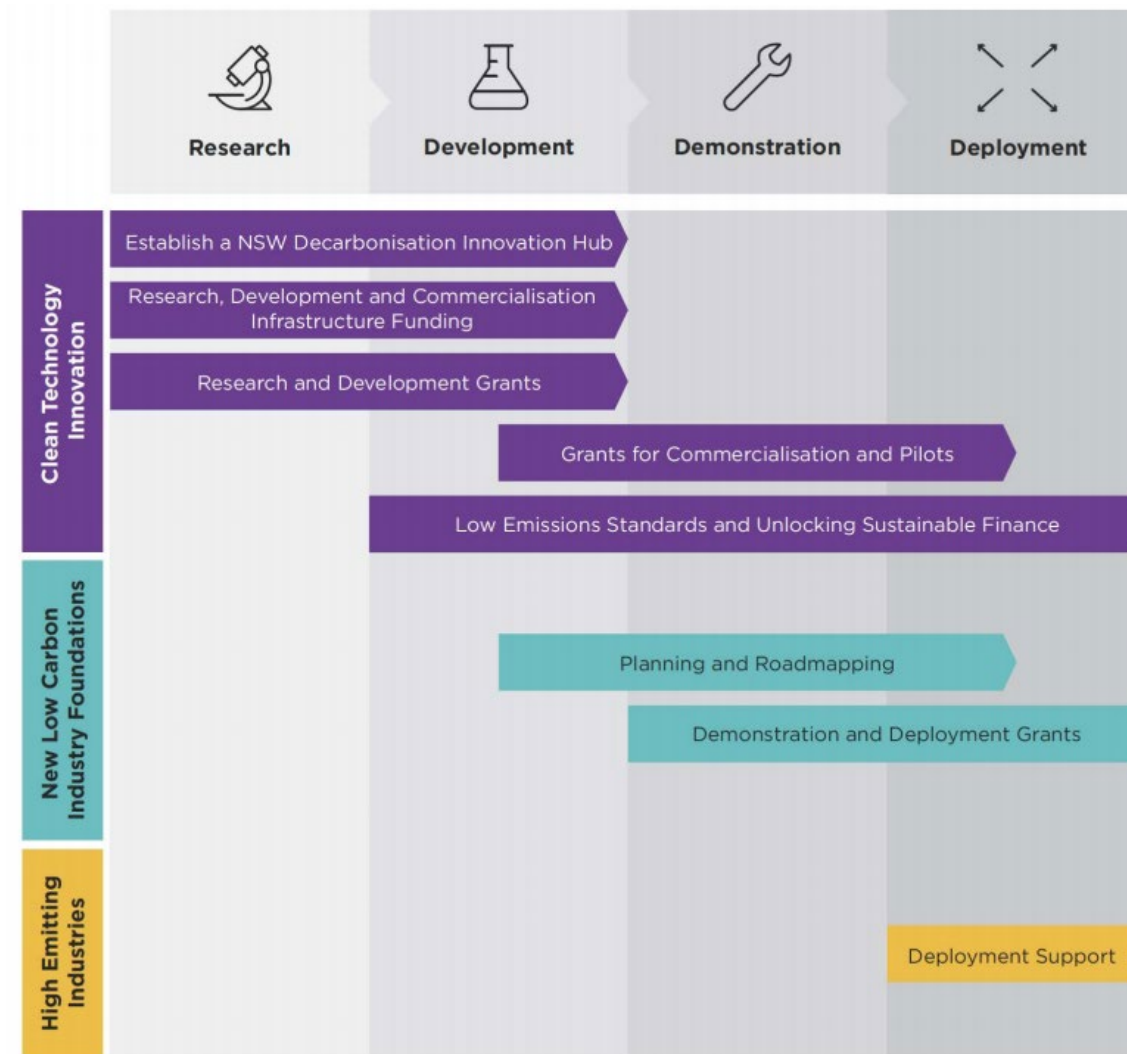 Research
Development
Demonstration
Deployment
Clean Technology
Innovation
Establish a NSW Decarbonisation Innovation Hub
Research, Development and Commercialisation
Infrastructure Funding
Research and Development Grants
Grants for Commercialisation and Pilots
Low Emissions Standards and Unlocking Sustainable Finance
New Low Carbon
Industry Foundations
Planning and Roadmapping
Demonstration and Deployment Grants
High Emitting
Industries
Deployment Support